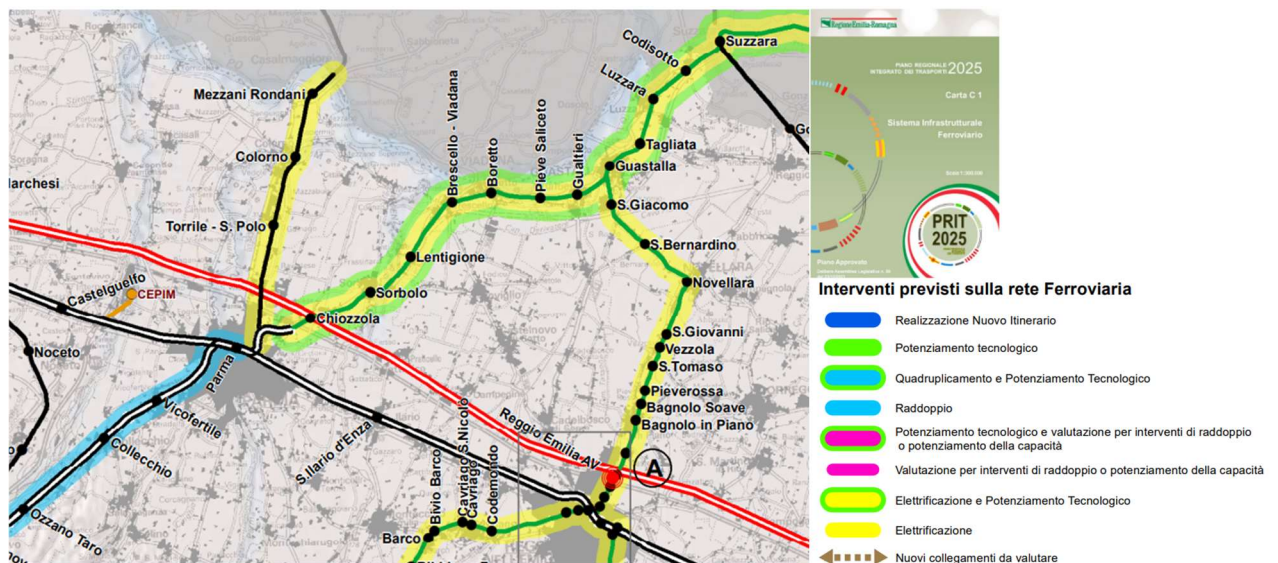 Mezzani Rondani
Colorno
Torrile - S. Polo
Castelguelfo
CEPIM
Noceto
Parma
Vicofertile
Collecchio
Ozzano Taro
Chiozzola
Sorbolo
Lentigione
Brescello - Viadana
Boretto
Pieve Saliceto
Gualtieri
Guastalla
Tagliata
Luzzara
Codisotto
Suzzara
S.Giacomo
S.Bernardino
Novellara
S.Giovanni
Vezzola
S.Tomaso
Pieverossa
Bagnolo Soave
Bagnolo in Piano
Reggio Emilia AV
A
S.Ilario d'Enza
Barco
Bivio Barco
Cavriago S.Nicolo
Cavriago
Codemondo
RegioneEmilia-Romagna
PIANO REGIONALE
INTEGRATO DEI TRASPORTI 2025
Carta C 1
Sistema Infrastrutturale
Ferroviario
PRIT
2025
Piano Approvato
Interventi previsti sulla rete Ferroviaria
Realizzazione Nuovo Itinerario
Potenziamento tecnologico
Quadruplicamento e Potenziamento Tecnologico
Raddoppio
Potenziamento tecnologico e valutazione per interventi di raddoppio
o potenziamento della capacità
Valutazione per interventi di raddoppio o potenziamento della capacità
Elettrificazione e Potenziamento Tecnologico
Elettrificazione
Nuovi collegamenti da valutare